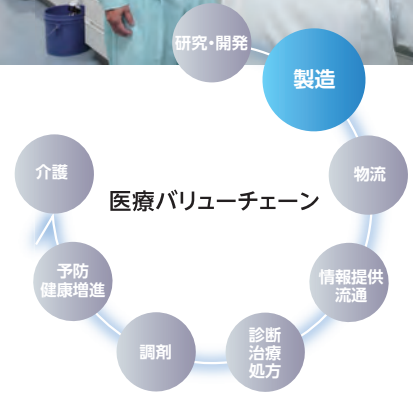 研究・開発
製造
物流
情報提供
流通
診断
治療
処方
調剤
予防
健康増進
介護
医療バリューチェーン